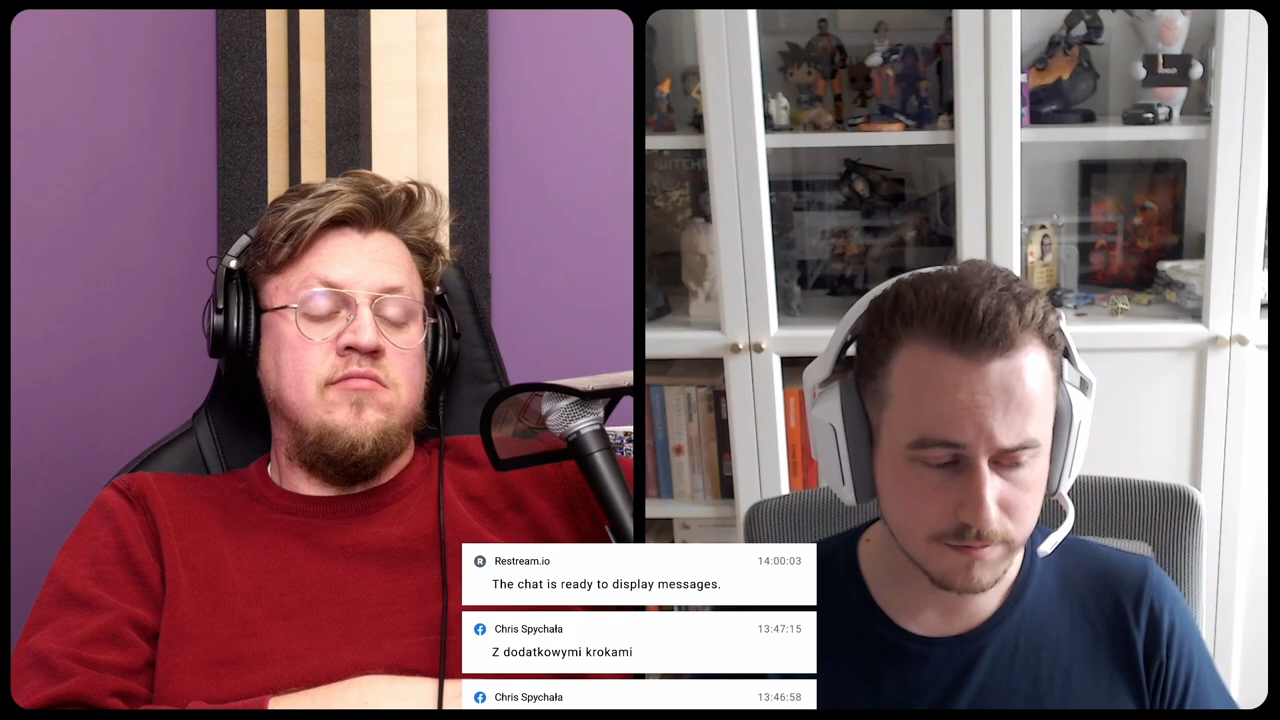 WITCHER
Restream.io 14:00:03
The chat is ready to display messages.
Chris Spychała 13:47:15
Z dodatkowymi krokami
Chris Spychała 13:46:58